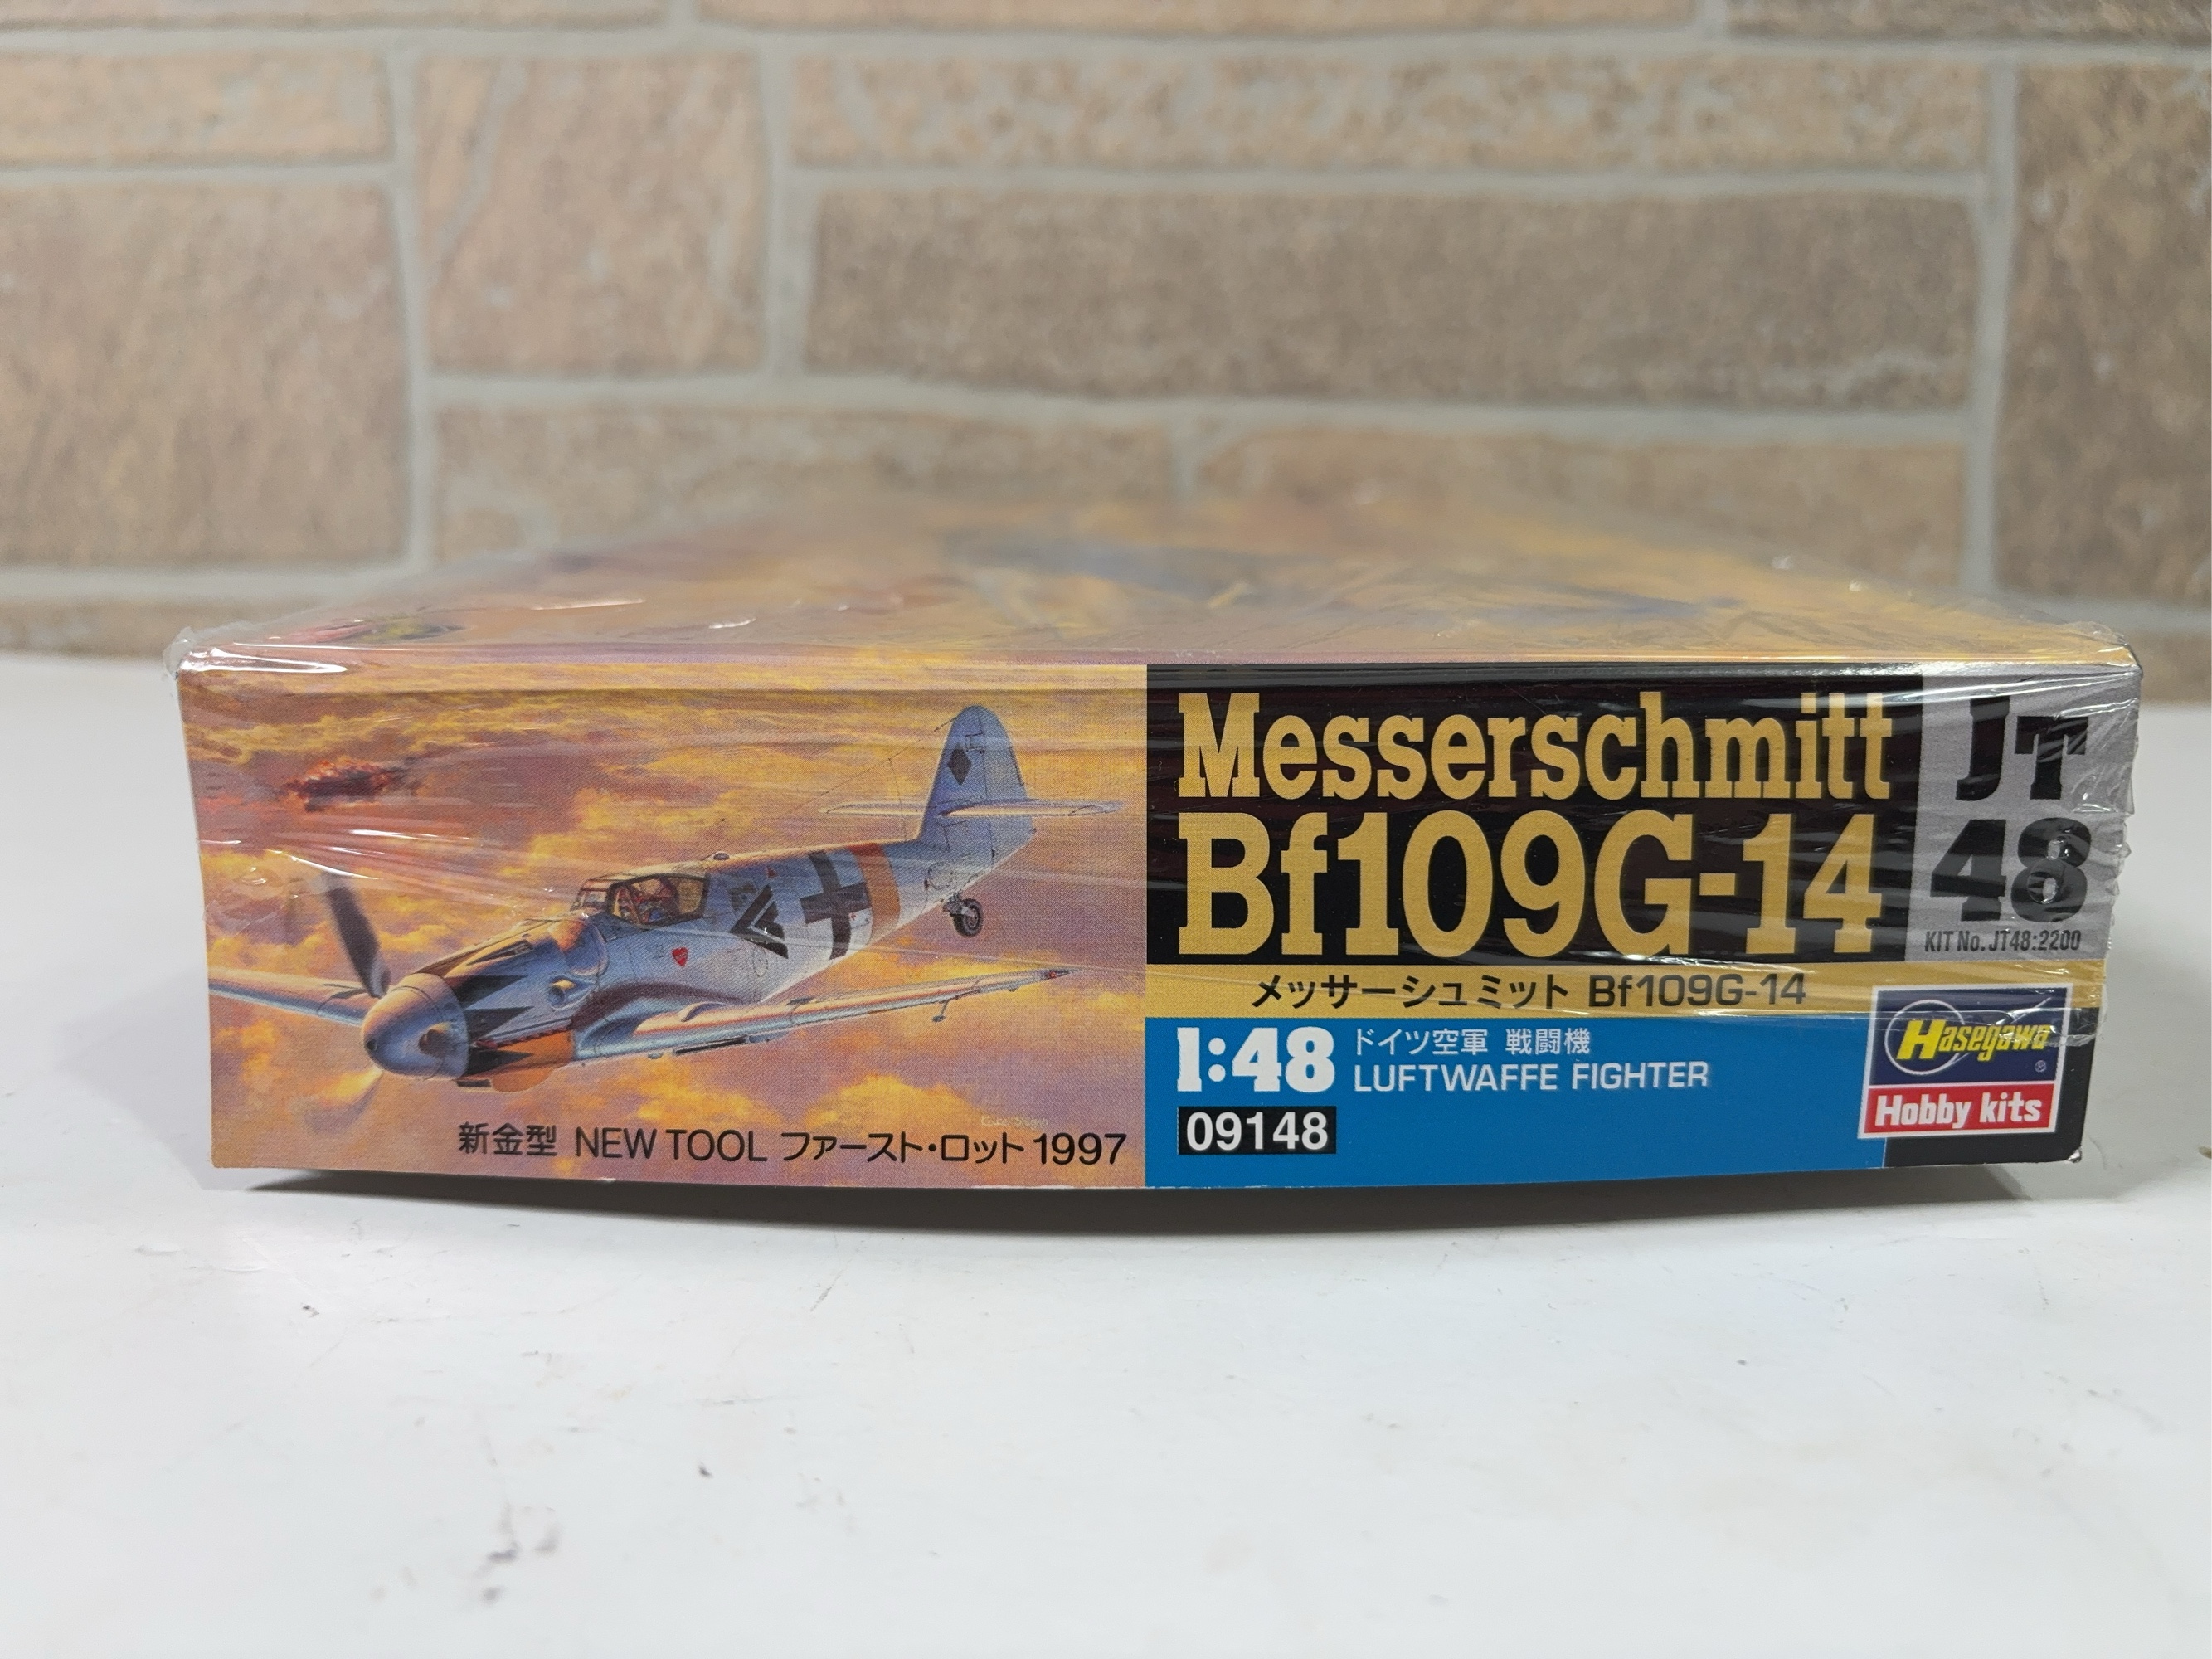 Messerschmitt
Bf109G-14
JT
48
KIT No. JT48:2200
メッサーシュミット Bf109G-14
1:48
ドイツ空軍 戦闘機
LUFTWAFFE FIGHTER
09148
Hasegawa ®
Hobby kits
新金型 NEW TOOL ファースト・ロット 1997